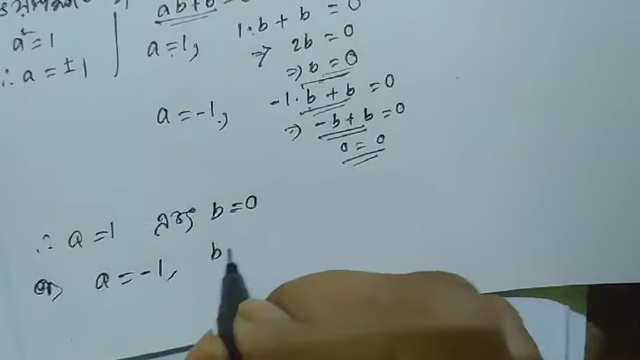 ab+b = 0
a² = 1
∴ a = ±1
a = 1, 1·b + b = 0
⇒ 2b = 0
⇒ b = 0
a = -1, -1·b + b = 0
⇒ -b + b = 0
0 = 0
∴ a = 1 এবং b = 0
বা, a = -1, b